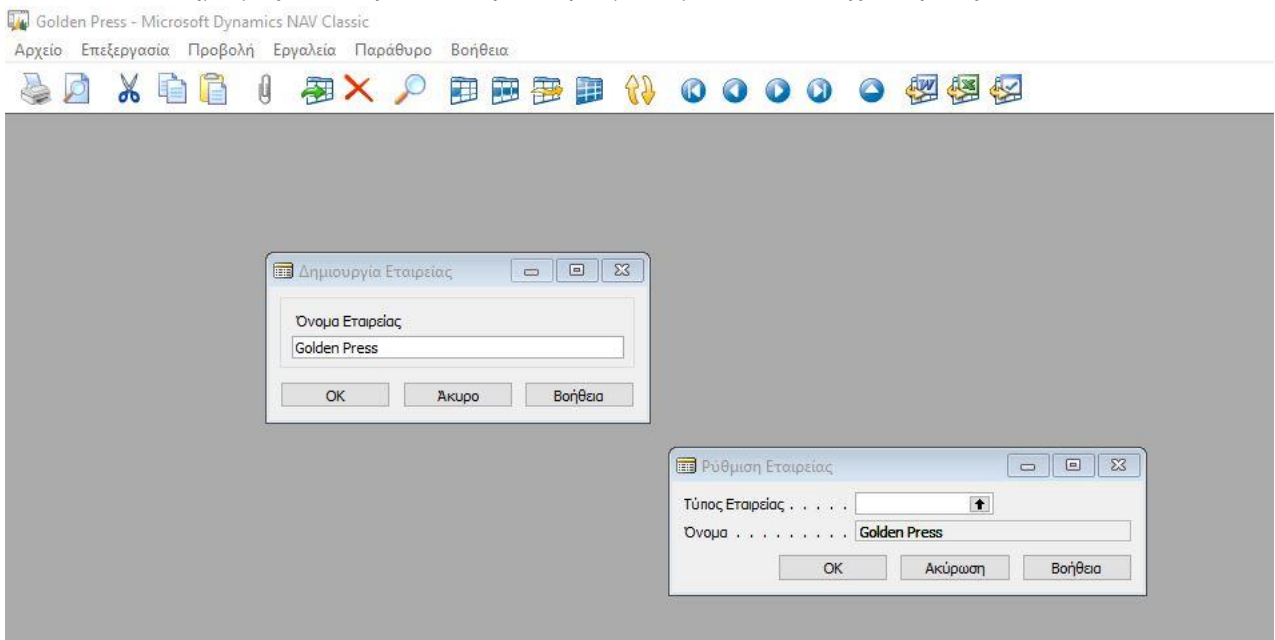 Golden Press - Microsoft Dynamics NAV Classic
Αρχείο Επεξεργασία Προβολή Εργαλεία Παράθυρο Βοήθεια
Δημιουργία Εταιρείας
Όνομα Εταιρείας
Golden Press
OK Άκυρο Βοήθεια
Ρύθμιση Εταιρείας
Τύπος Εταιρείας . . . . .
Όνομα . . . . . . . . . Golden Press
OK Ακύρωση Βοήθεια